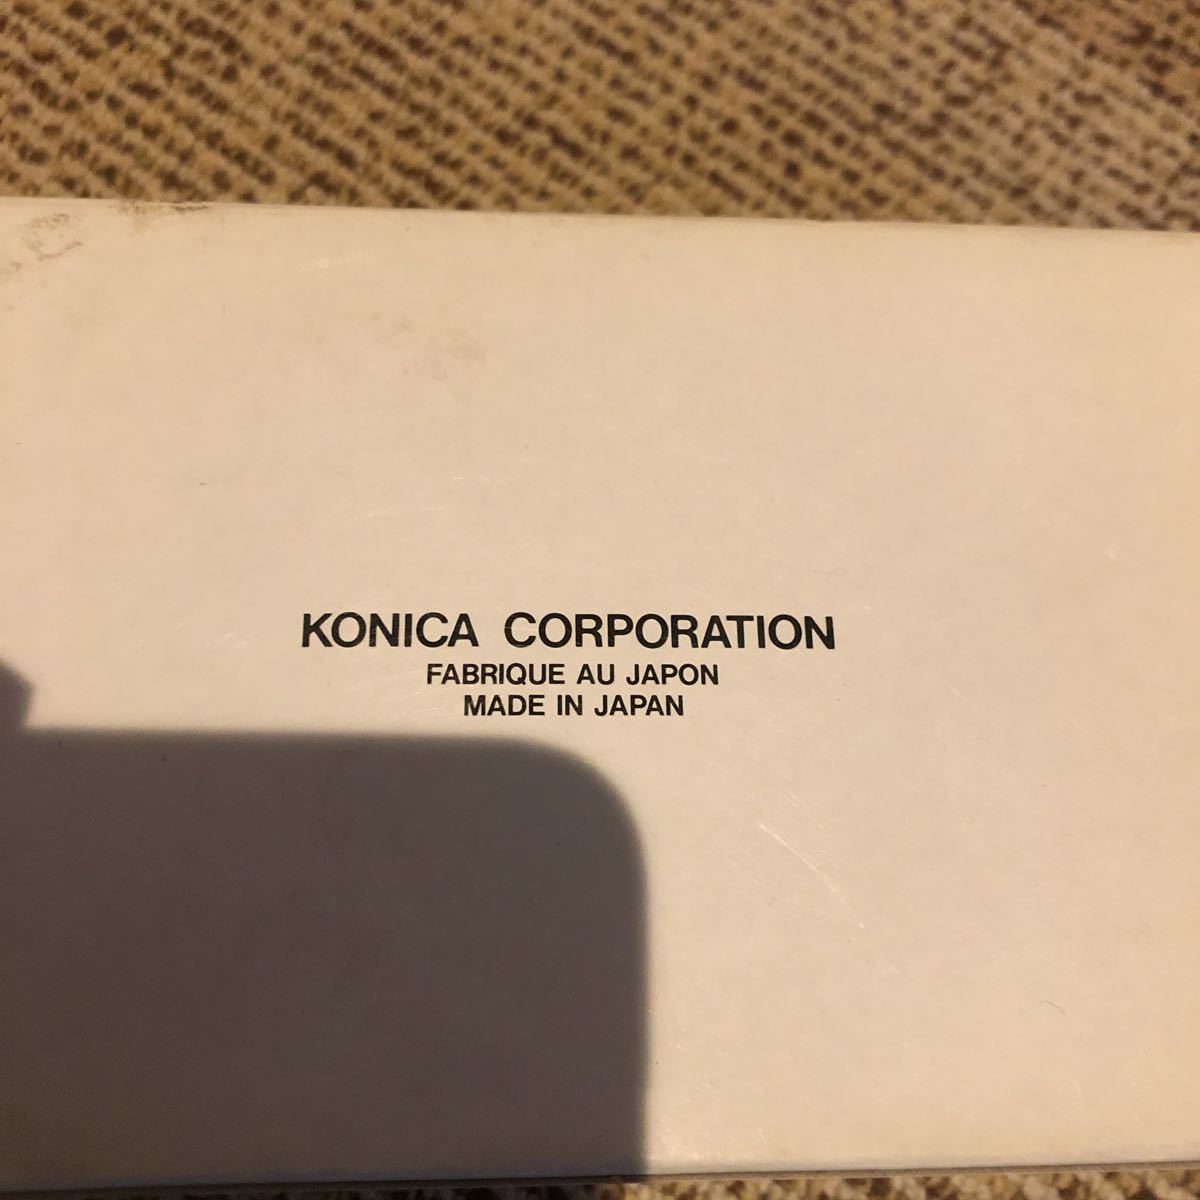 KONICA CORPORATION
FABRIQUE AU JAPON
MADE IN JAPAN